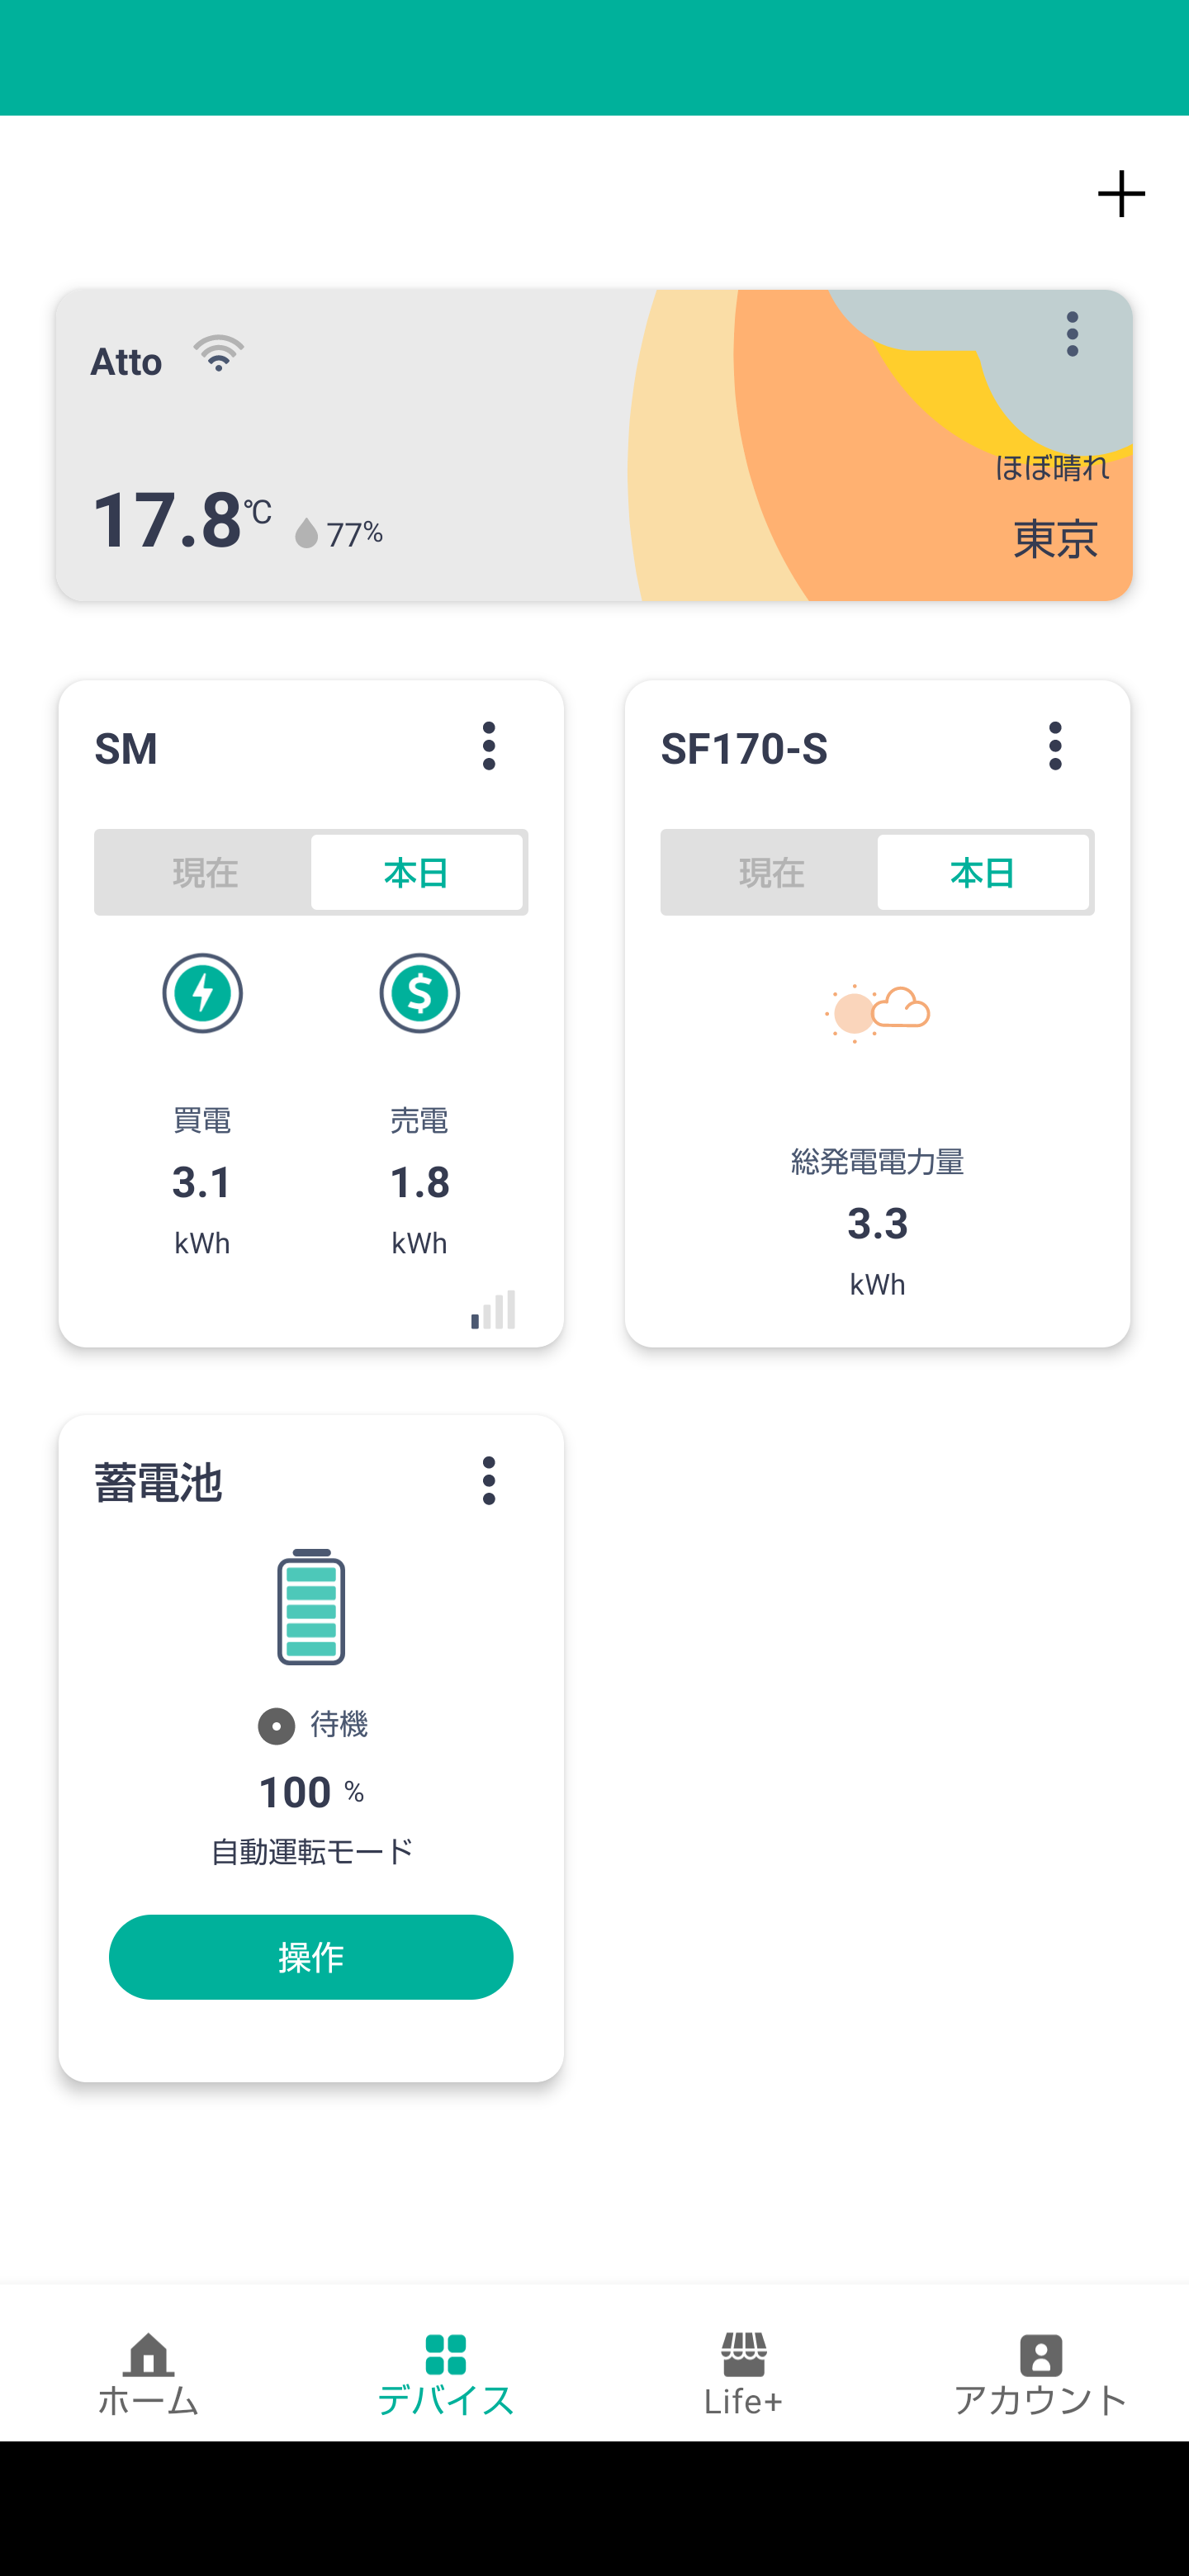 Atto
17.8℃ 77%
ほぼ晴れ
東京
SM
現在 本日
買電 売電
3.1 1.8
kWh kWh
SF170-S
現在 本日
総発電電力量
3.3
kWh
蓄電池
待機
100 %
自動運転モード
操作
ホーム デバイス Life+ アカウント